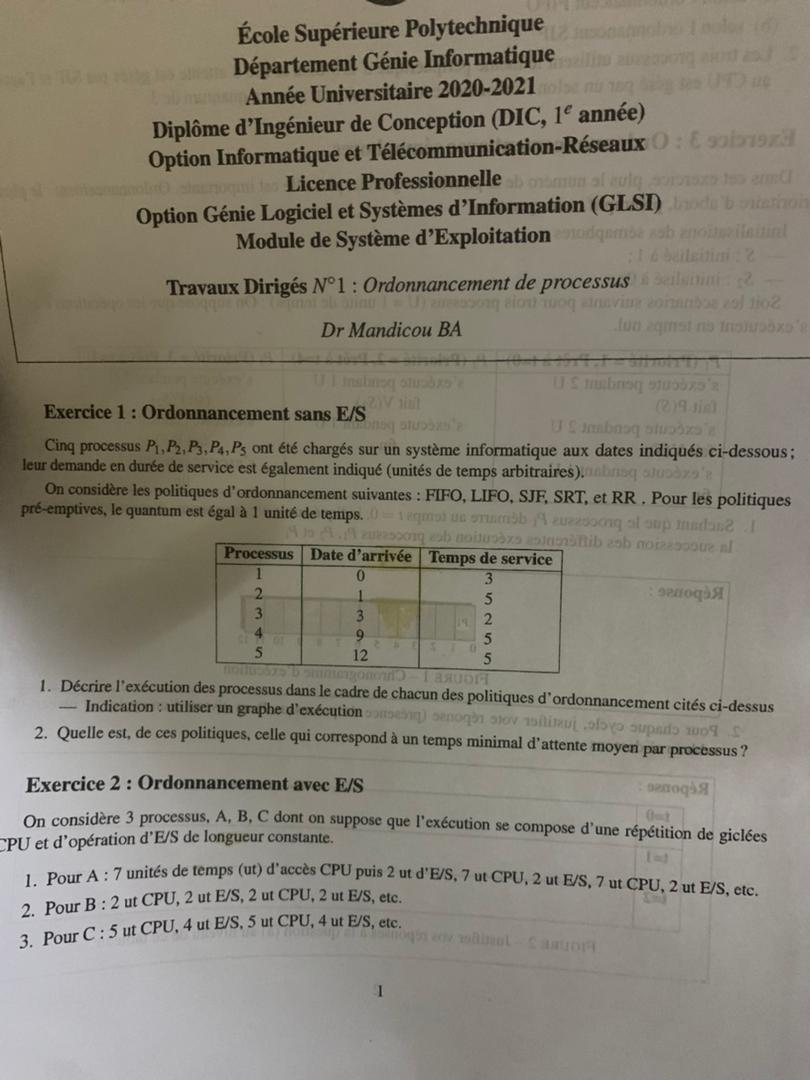 École Supérieure Polytechnique
Département Génie Informatique
Année Universitaire 2020-2021
Diplôme d'Ingénieur de Conception (DIC, 1e année)
Option Informatique et Télécommunication-Réseaux
Licence Professionnelle
Option Génie Logiciel et Systèmes d'Information (GLSI)
Module de Système d'Exploitation
Travaux Dirigés N°1 : Ordonnancement de processus
Dr Mandicou BA
Exercice 1 : Ordonnancement sans E/S
Cinq processus P1, P2, P3, P4, P5 ont été chargés sur un système informatique aux dates indiqués ci-dessous ;
leur demande en durée de service est également indiqué (unités de temps arbitraires).
On considère les politiques d'ordonnancement suivantes : FIFO, LIFO, SJF, SRT, et RR . Pour les politiques
pré-emptives, le quantum est égal à 1 unité de temps.
Processus Date d'arrivée Temps de service
1 0 3
2 1 5
3 3 2
4 9 5
5 12 5
1. Décrire l'exécution des processus dans le cadre de chacun des politiques d'ordonnancement cités ci-dessus
— Indication : utiliser un graphe d'exécution
2. Quelle est, de ces politiques, celle qui correspond à un temps minimal d'attente moyen par processus ?
Exercice 2 : Ordonnancement avec E/S
On considère 3 processus, A, B, C dont on suppose que l'exécution se compose d'une répétition de giclées
CPU et d'opération d'E/S de longueur constante.
1. Pour A : 7 unités de temps (ut) d'accès CPU puis 2 ut d'E/S, 7 ut CPU, 2 ut E/S, 7 ut CPU, 2 ut E/S, etc.
2. Pour B : 2 ut CPU, 2 ut E/S, 2 ut CPU, 2 ut E/S, etc.
3. Pour C : 5 ut CPU, 4 ut E/S, 5 ut CPU, 4 ut E/S, etc.
1